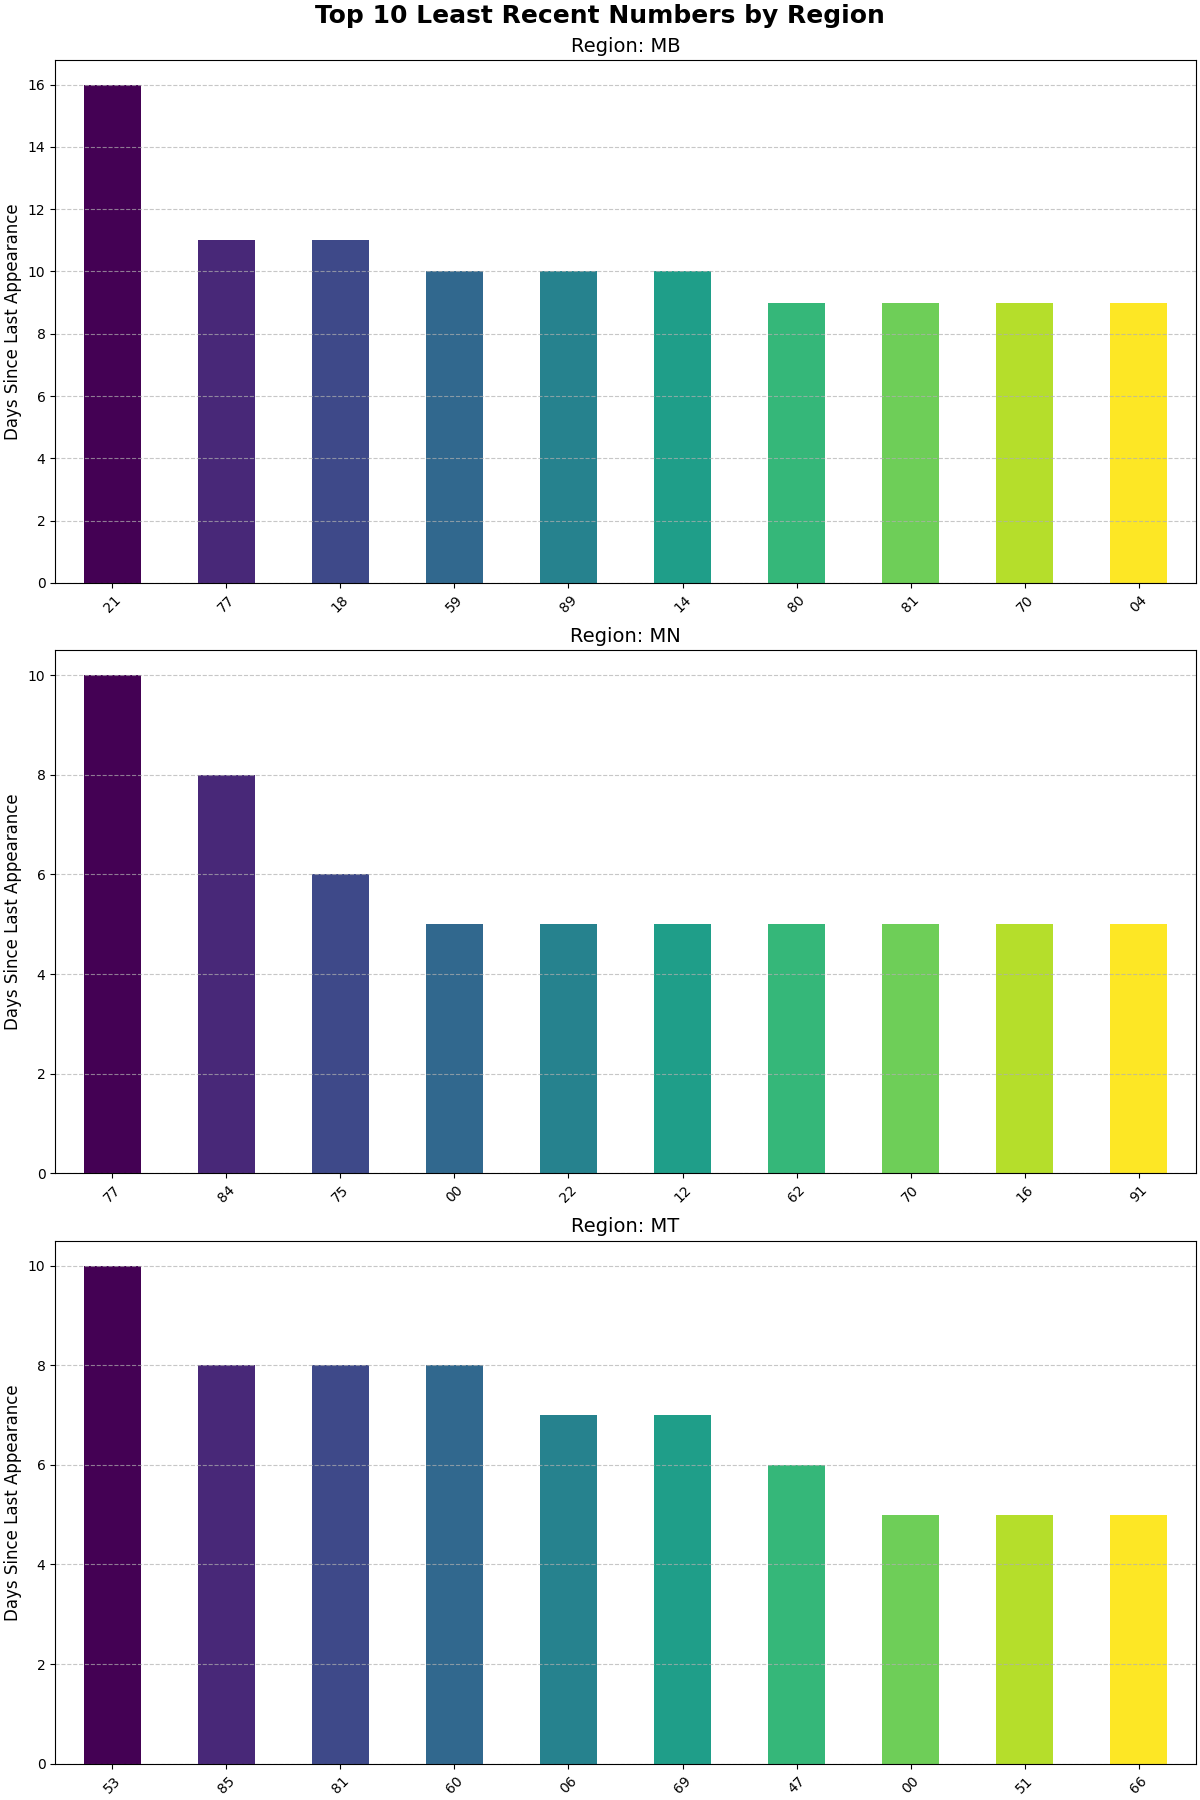 Top 10 Least Recent Numbers by Region
Region: MB
Days Since Last Appearance
16
14
12
10
8
6
4
2
0
21 77 18 59 89 14 80 81 70 04
Region: MN
Days Since Last Appearance
10
8
6
4
2
0
77 84 75 00 22 12 62 70 16 91
Region: MT
Days Since Last Appearance
10
8
6
4
2
0
53 85 81 60 06 69 47 00 51 66